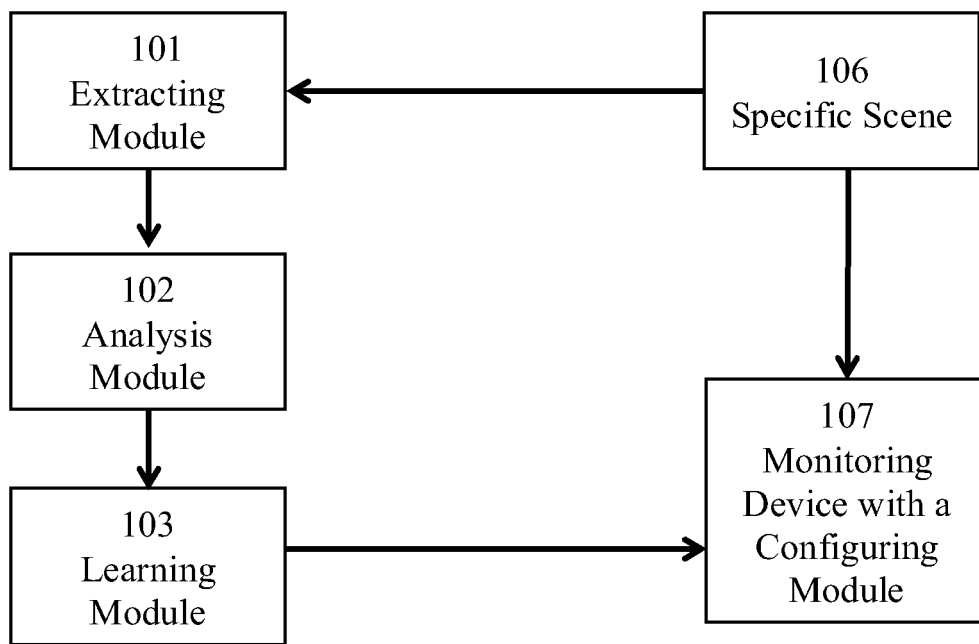 101
Extracting
Module
106
Specific Scene
102
Analysis
Module
103
Learning
Module
107
Monitoring
Device with a
Configuring
Module